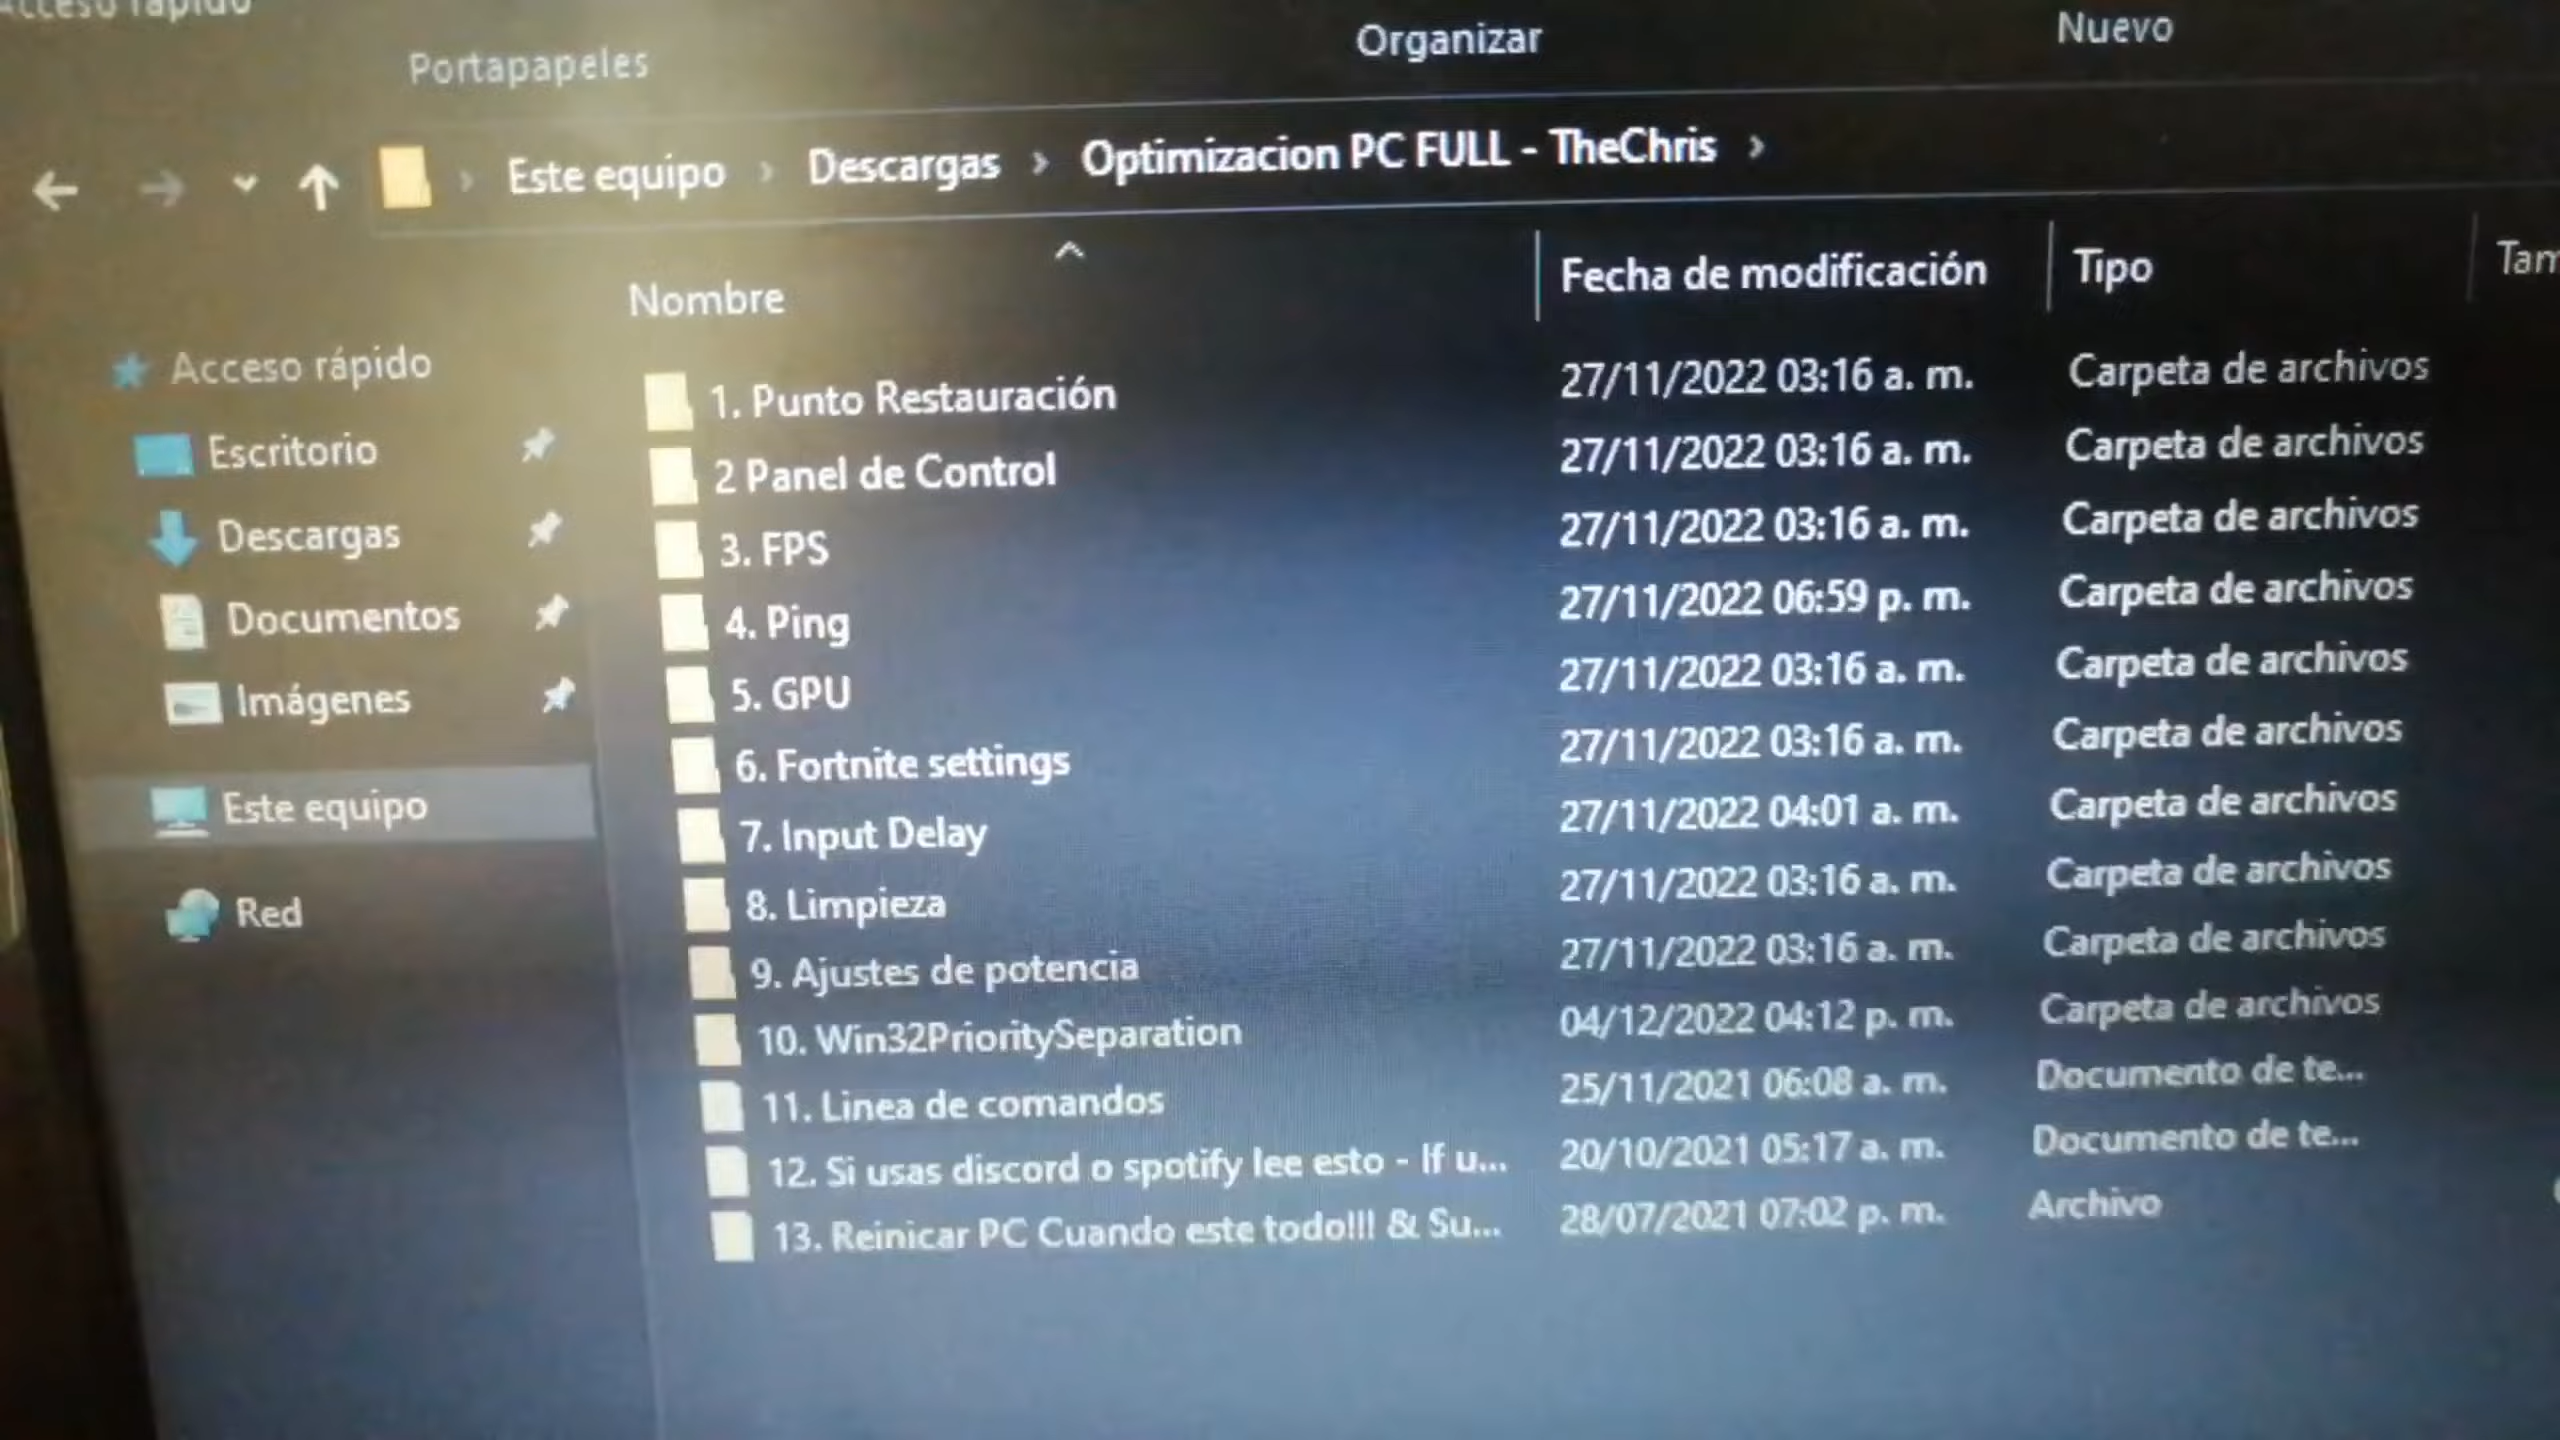 Acceso rápido
Portapapeles
Organizar
Nuevo
Este equipo › Descargas › Optimizacion PC FULL - TheChris ›
Nombre
Fecha de modificación
Tipo
Tam
Acceso rápido
Escritorio
Descargas
Documentos
Imágenes
Este equipo
Red
1. Punto Restauración 27/11/2022 03:16 a. m. Carpeta de archivos
2 Panel de Control 27/11/2022 03:16 a. m. Carpeta de archivos
3. FPS 27/11/2022 03:16 a. m. Carpeta de archivos
4. Ping 27/11/2022 06:59 p. m. Carpeta de archivos
5. GPU 27/11/2022 03:16 a. m. Carpeta de archivos
6. Fortnite settings 27/11/2022 03:16 a. m. Carpeta de archivos
7. Input Delay 27/11/2022 04:01 a. m. Carpeta de archivos
8. Limpieza 27/11/2022 03:16 a. m. Carpeta de archivos
9. Ajustes de potencia 27/11/2022 03:16 a. m. Carpeta de archivos
10. Win32PrioritySeparation 04/12/2022 04:12 p. m. Carpeta de archivos
11. Linea de comandos 25/11/2021 06:08 a. m. Documento de te...
12. Si usas discord o spotify lee esto - If u... 20/10/2021 05:17 a. m. Documento de te...
13. Reinicar PC Cuando este todo!!! & Su... 28/07/2021 07:02 p. m. Archivo